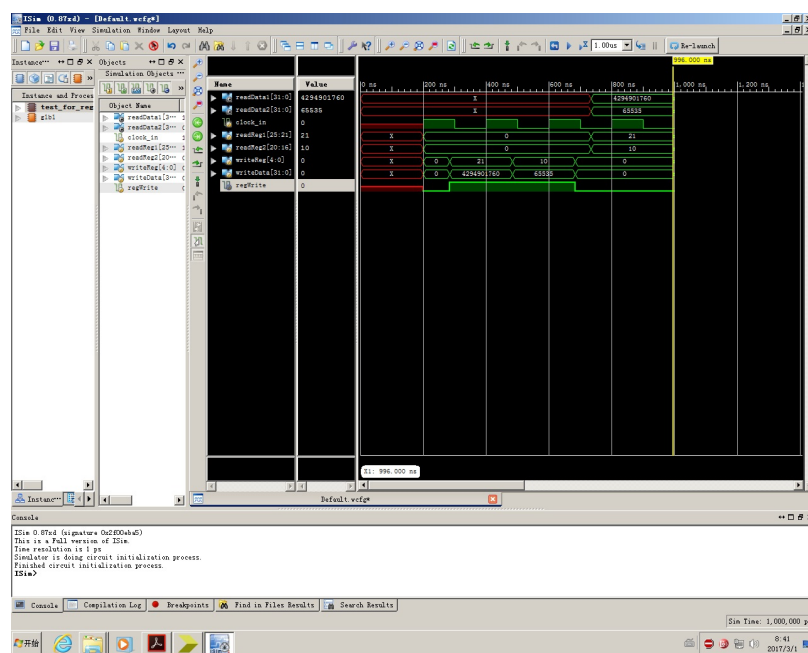 ISim (0.87xd) - [Default.wcfg*]
File Edit View Simulation Window Layout Help
1.00us
Re-launch
Instance···
Objects
Simulation Objects ···
Instance and Proces
test_for_reg
glbl
Object Name
readData1[3···
readData2[3···
clock_in
readReg1[25···
readReg2[20···
writeReg[4:0]
writeData[3···
regWrite
Name Value
readData1[31:0] 4294901760
readData2[31:0] 65535
clock_in 0
readReg1[25:21] 21
readReg2[20:16] 10
writeReg[4:0] 0
writeData[31:0] 0
regWrite 0
996.000 ns
0 ns 200 ns 400 ns 600 ns 800 ns 1,000 ns 1,200 ns
X 4294901760
X 65535
X 0 21
X 0 10
X 0 21 10 0
X 0 4294901760 65535 0
X1: 996.000 ns
Instanc···
Default.wcfg*
Console
ISim 0.87xd (signature 0x2f00eba5)
This is a Full version of ISim.
Time resolution is 1 ps
Simulator is doing circuit initialization process.
Finished circuit initialization process.
ISim>
Console Compilation Log Breakpoints Find in Files Results Search Results
Sim Time: 1,000,000 p
开始
8:41
2017/3/1